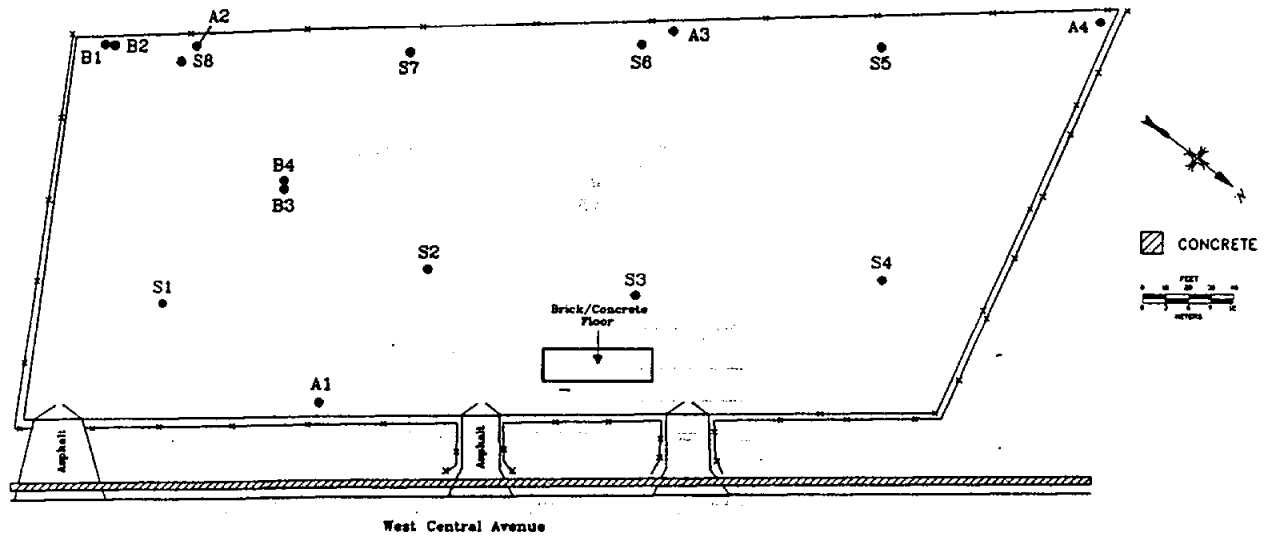 A2
A4
B1
B2
S8
S7
S6
A3
S5
B4
B3
N
S2
S4
CONCRETE
S1
S3
FEET
METERS
Brick/Concrete
Floor
A1
Asphalt
Asphalt
West Central Avenue